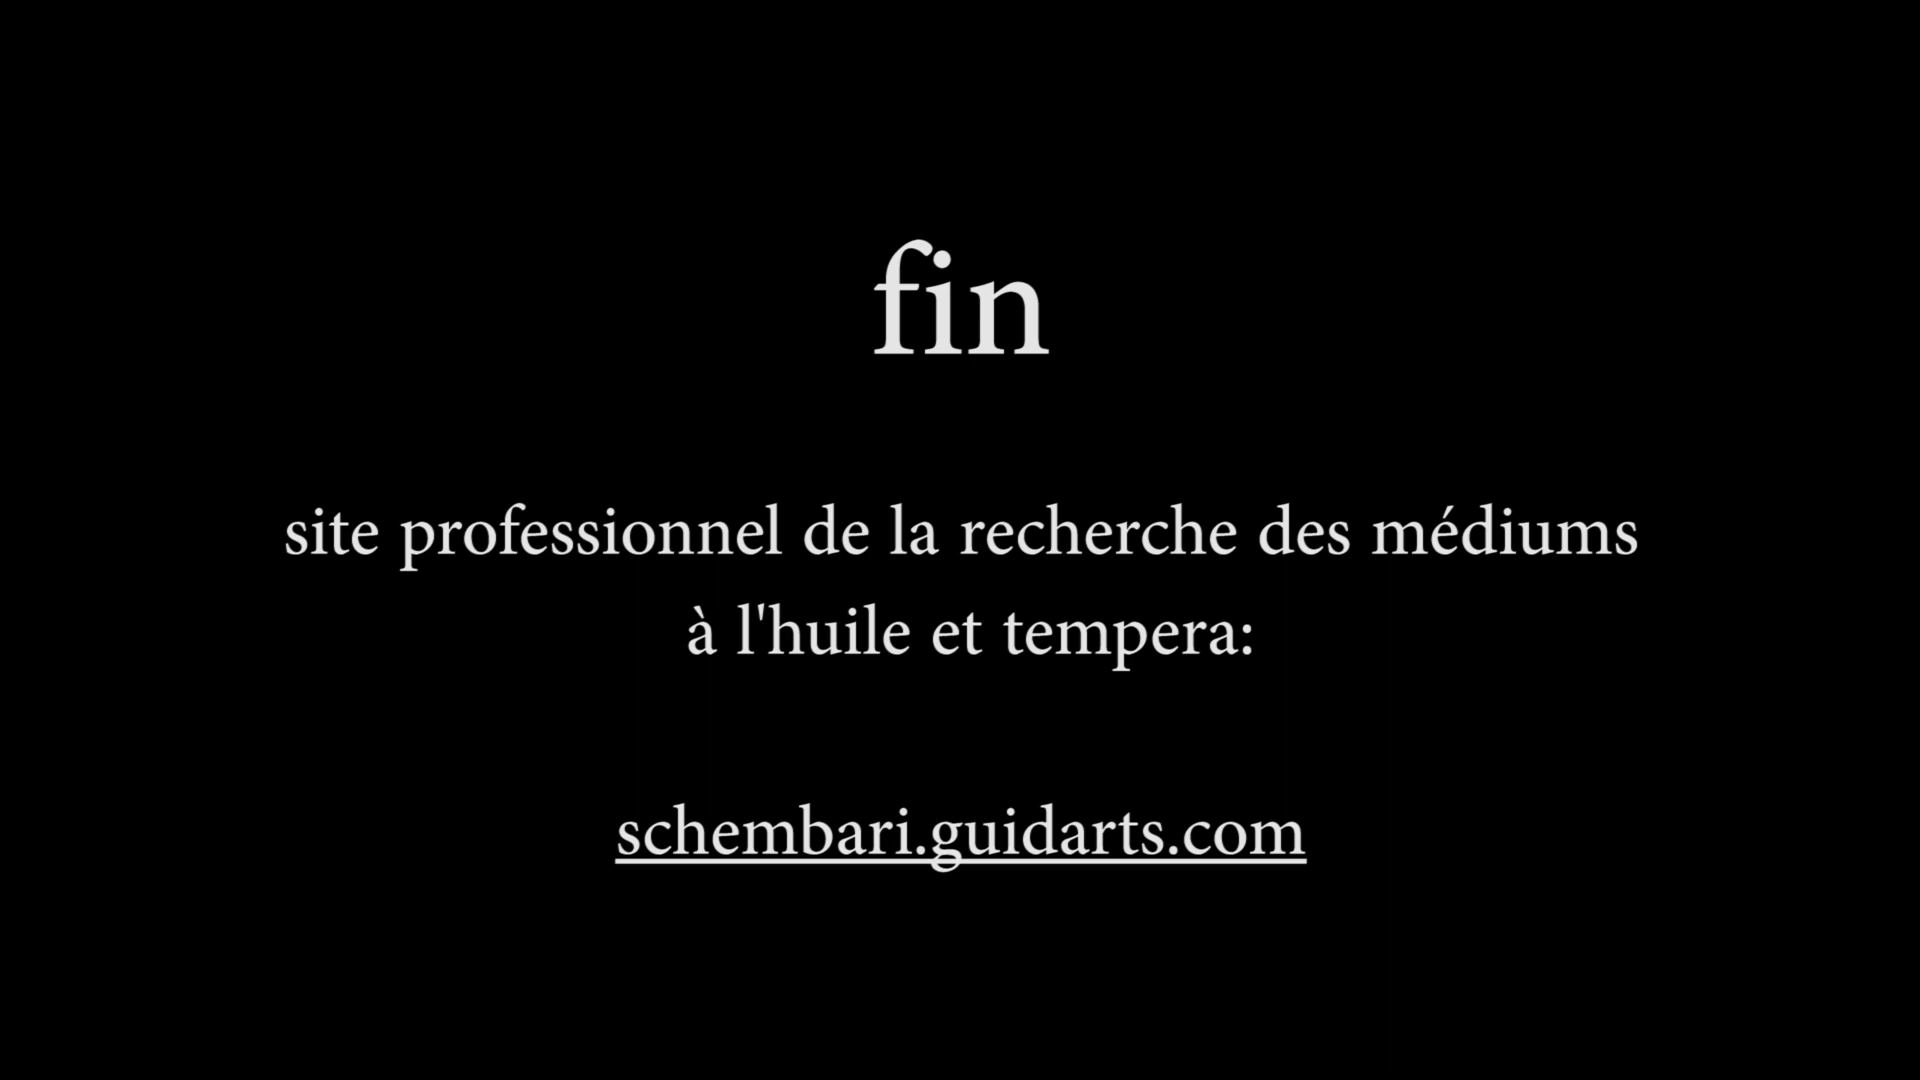 fin
site professionnel de la recherche des médiums
à l'huile et tempera:
schembari.guidarts.com